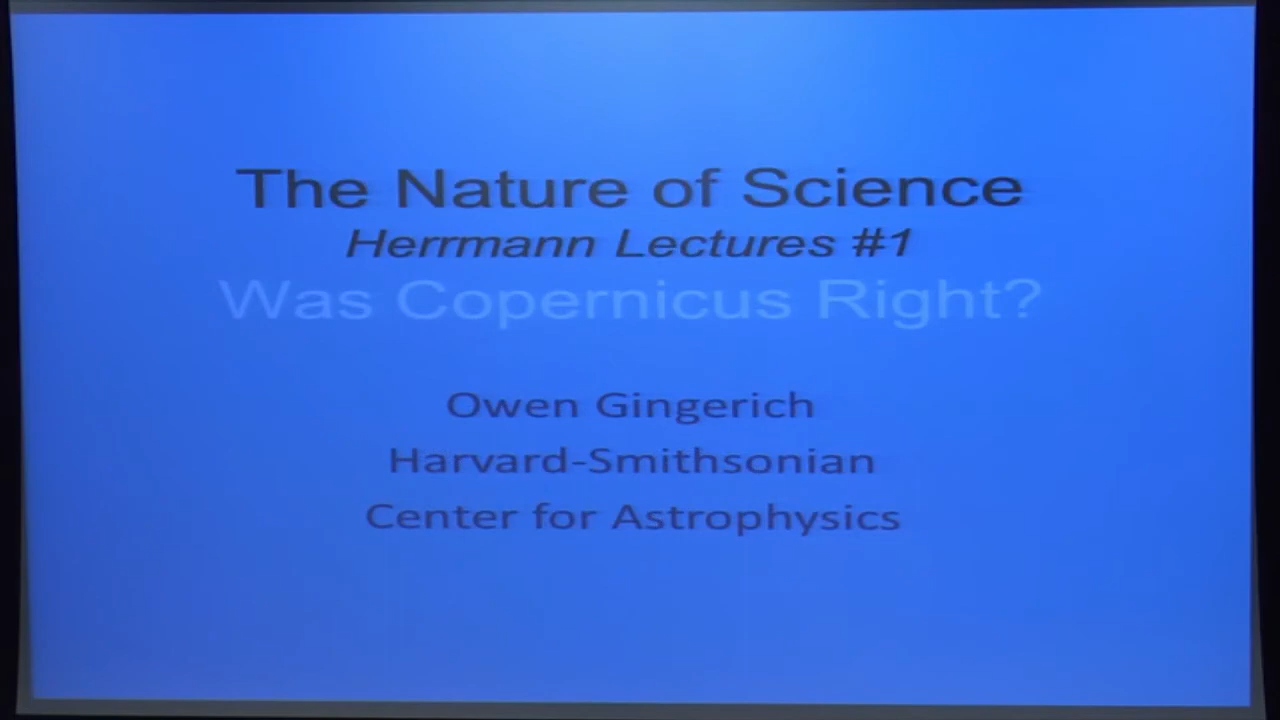 The Nature of Science
Herrmann Lectures #1
Was Copernicus Right?
Owen Gingerich
Harvard-Smithsonian
Center for Astrophysics